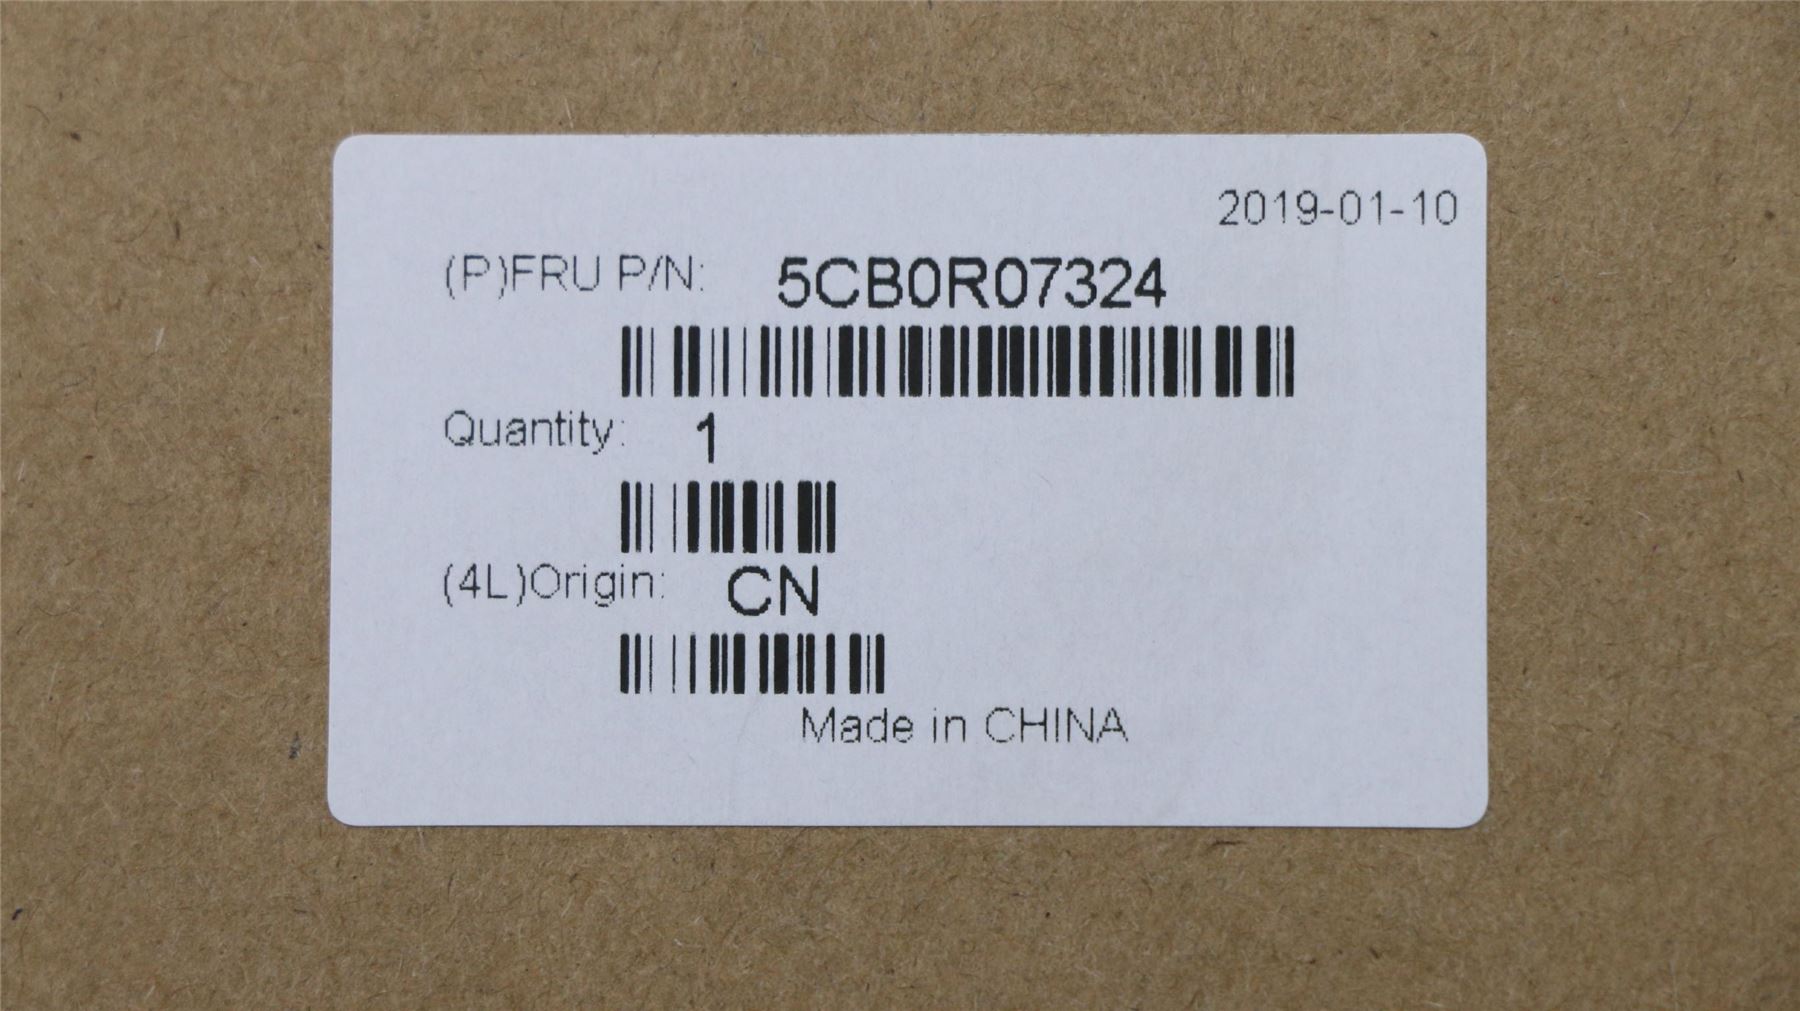 2019-01-10
(P)FRU P/N: 5CB0R07324
Quantity: 1
(4L)Origin: CN
Made in CHINA